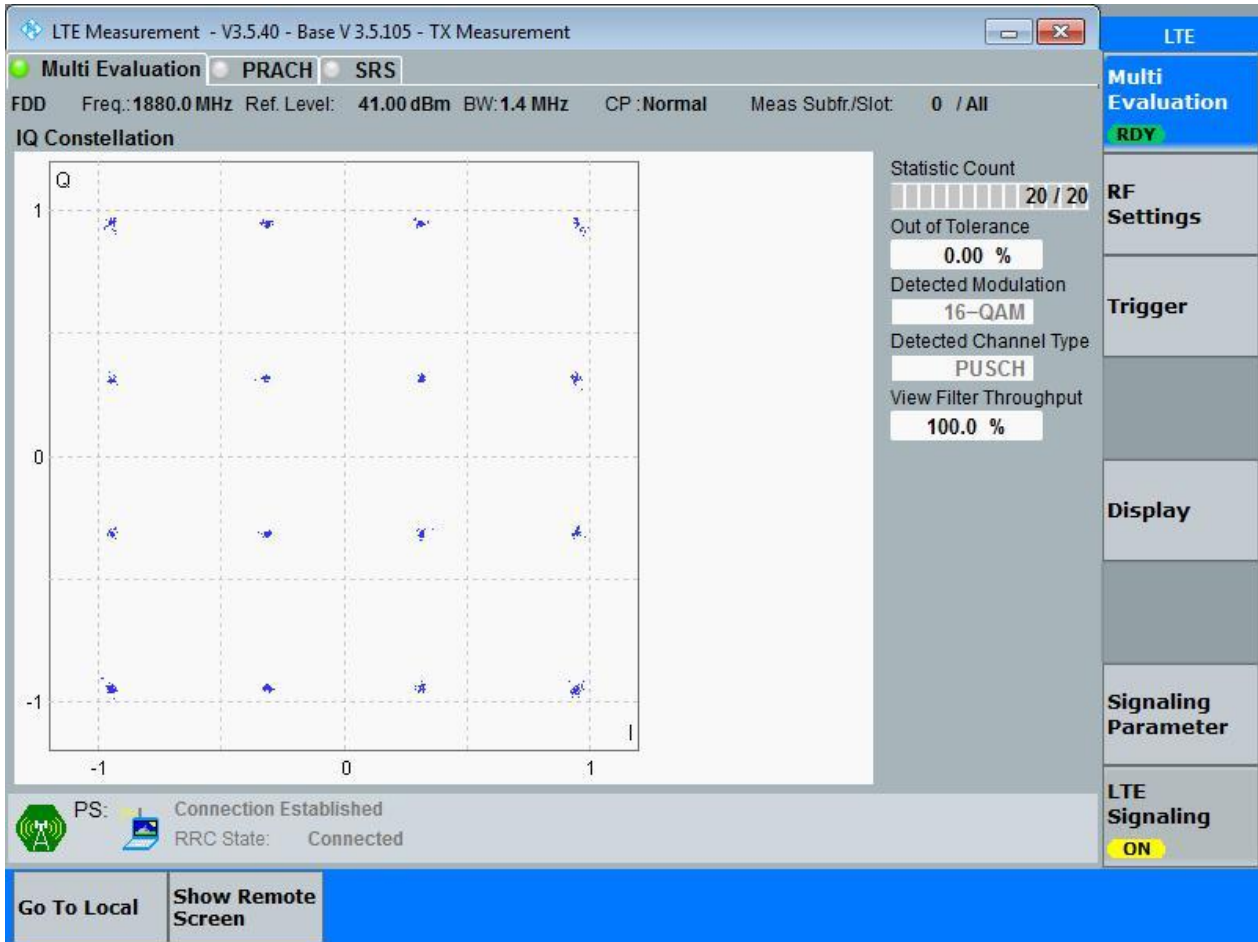 LTE Measurement - V3.5.40 - Base V 3.5.105 - TX Measurement
LTE
Multi Evaluation PRACH SRS
FDD Freq.: 1880.0 MHz Ref. Level: 41.00 dBm BW: 1.4 MHz CP : Normal Meas Subfr./Slot: 0 / All
IQ Constellation
Q
1
0
-1
I
-1 0 1
Statistic Count
20 / 20
Out of Tolerance
0.00 %
Detected Modulation
16-QAM
Detected Channel Type
PUSCH
View Filter Throughput
100.0 %
Multi
Evaluation
RDY
RF
Settings
Trigger
Display
Signaling
Parameter
LTE
Signaling
ON
PS: Connection Established
RRC State: Connected
Go To Local
Show Remote
Screen